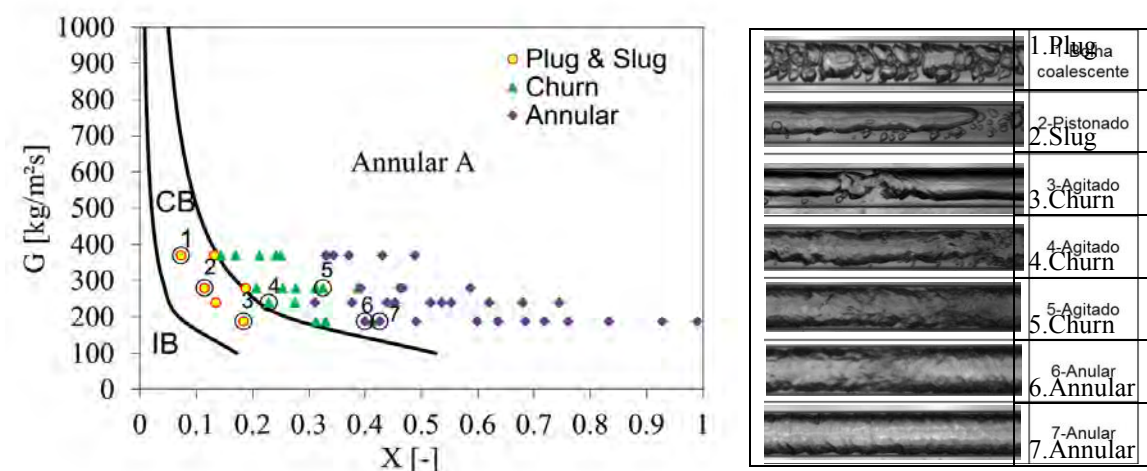 1000
900
800
700
600
500
400
300
200
100
0
G [kg/m²s]
Plug & Slug
Churn
Annular
Annular A
CB
IB
1
2
3
4
5
6
7
0 0.1 0.2 0.3 0.4 0.5 0.6 0.7 0.8 0.9 1
X [-]
1.Plug
1-Bolha
coalescente
2-Pistonado
2.Slug
3-Agitado
3.Churn
4-Agitado
4.Churn
5-Agitado
5.Churn
6-Anular
6.Annular
7-Anular
7.Annular